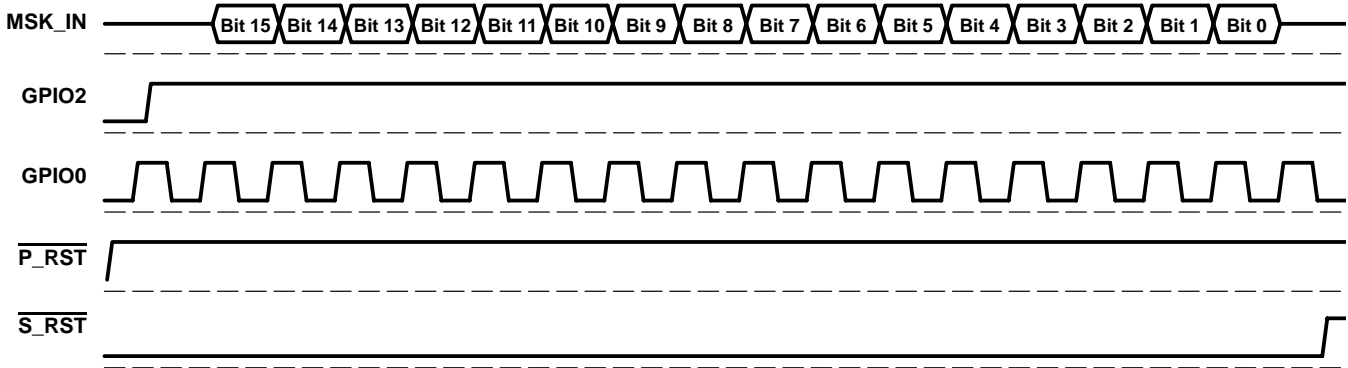 MSK_IN Bit 15 Bit 14 Bit 13 Bit 12 Bit 11 Bit 10 Bit 9 Bit 8 Bit 7 Bit 6 Bit 5 Bit 4 Bit 3 Bit 2 Bit 1 Bit 0
GPIO2
GPIO0
P_RST
S_RST